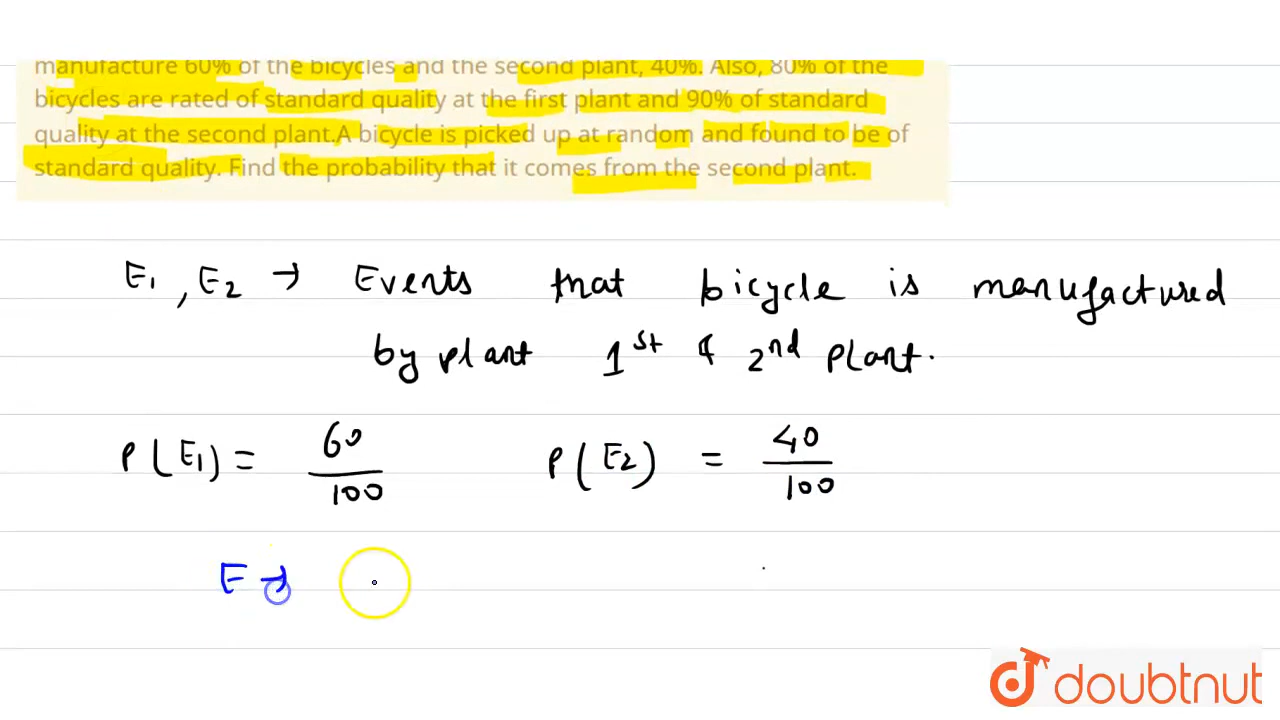 manufacture 60% of the bicycles and the second plant, 40%. Also, 80% of the
bicycles are rated of standard quality at the first plant and 90% of standard
quality at the second plant.A bicycle is picked up at random and found to be of
standard quality. Find the probability that it comes from the second plant.
E1 , E2 → Events that bicycle is manufactured
by plant 1st & 2nd plant.
P(E1) = 60/100 P(E2) = 40/100
E →
doubtnut